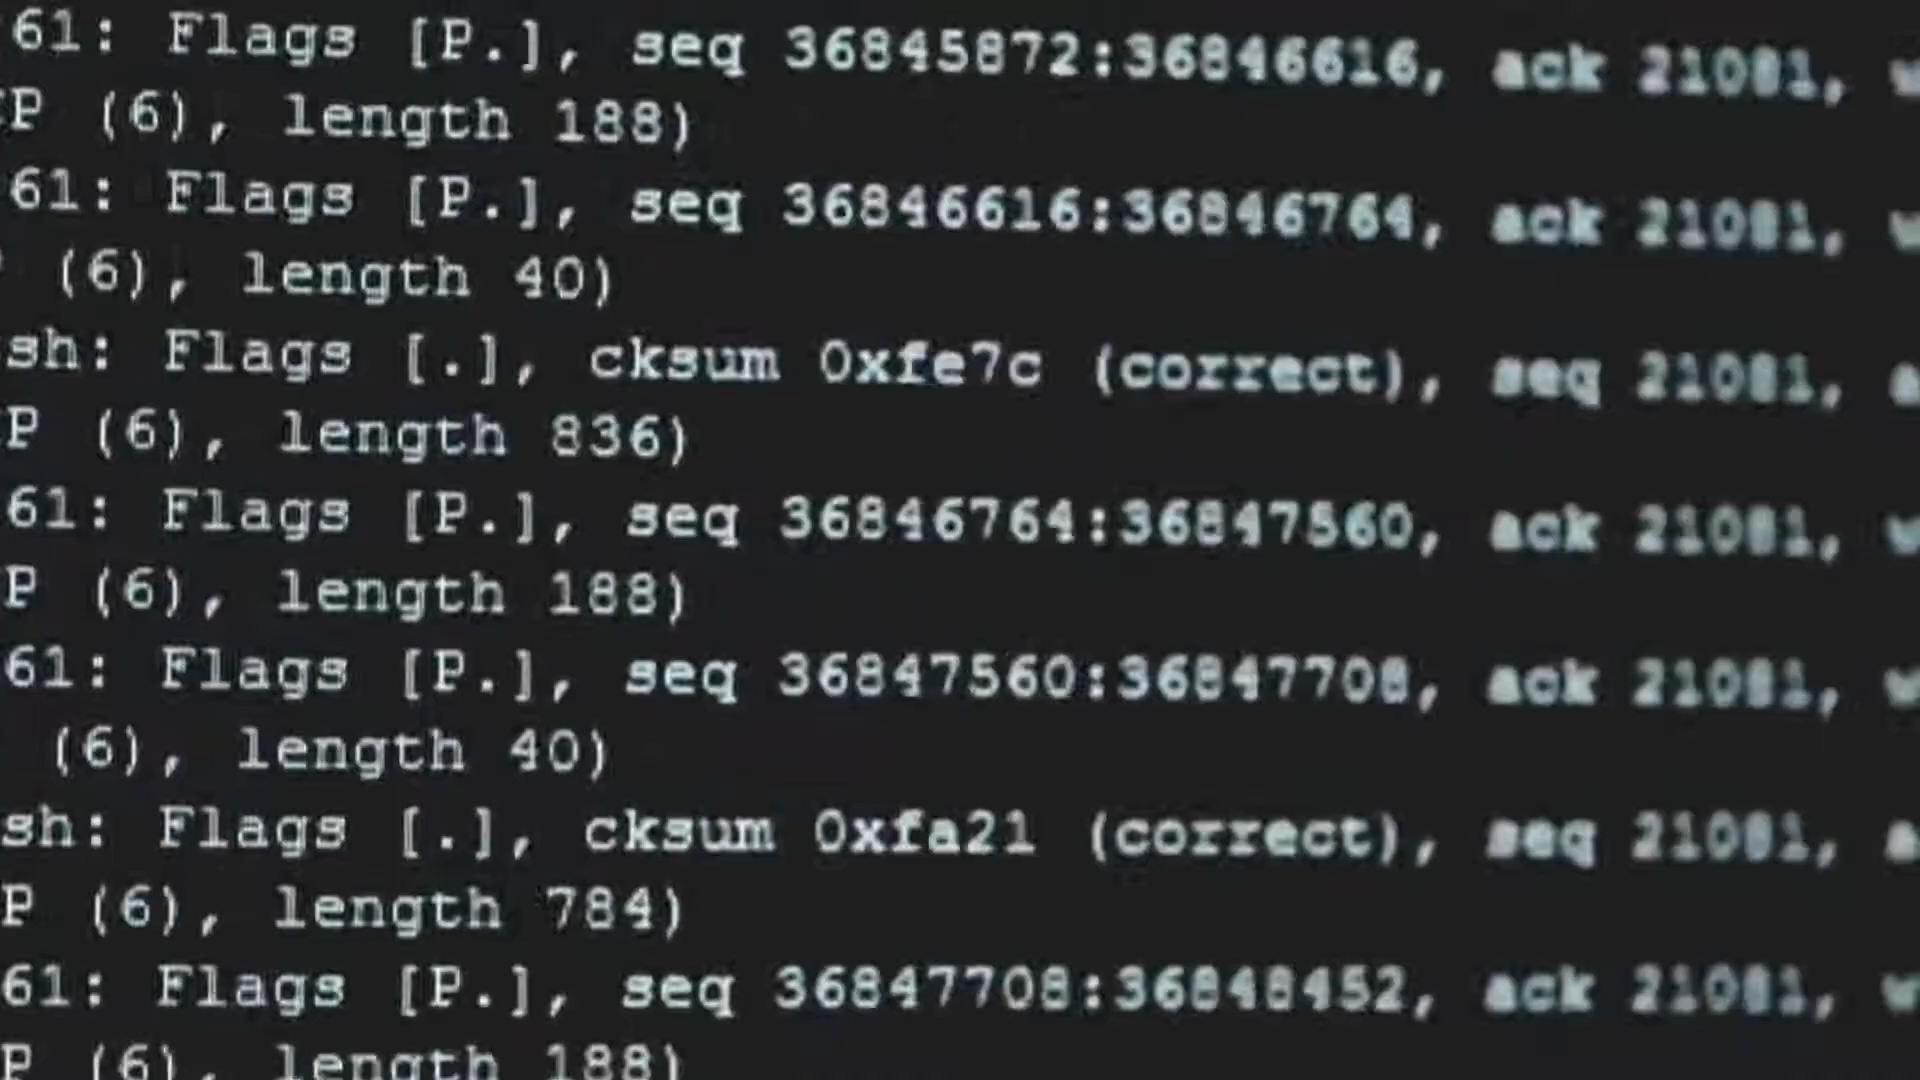 61: Flags [P.], seq 36845872:36846616, ack 21081, w
P (6), length 188)
61: Flags [P.], seq 36846616:36846764, ack 21081, w
(6), length 40)
sh: Flags [.], cksum 0xfe7c (correct), seq 21081, a
P (6), length 836)
61: Flags [P.], seq 36846764:36847560, ack 21081, w
P (6), length 188)
61: Flags [P.], seq 36847560:36847708, ack 21081, w
(6), length 40)
sh: Flags [.], cksum 0xfa21 (correct), seq 21081, a
P (6), length 784)
61: Flags [P.], seq 36847708:36848452, ack 21081, w
P (6), length 188)